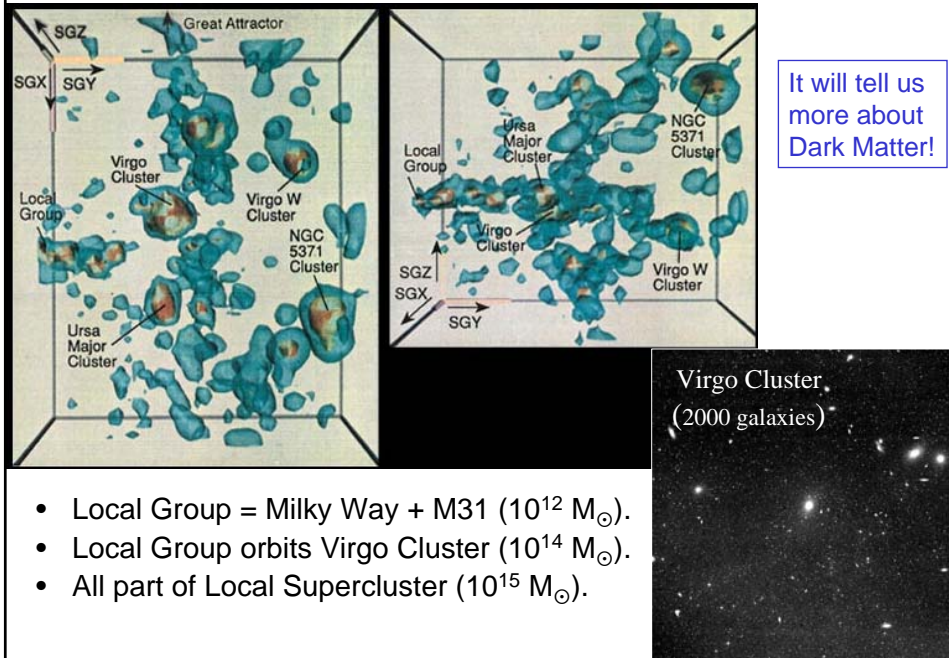 SGZ
Great Attractor
SGX
SGY
Virgo
Cluster
Local
Group
Virgo W
Cluster
NGC
5371
Cluster
Ursa
Major
Cluster
Local
Group
Ursa
Major
Cluster
NGC
5371
Cluster
Virgo
Cluster
Virgo W
Cluster
SGZ
SGX
SGY
It will tell us
more about
Dark Matter!
Virgo Cluster
(2000 galaxies)
• Local Group = Milky Way + M31 (10¹² M☉).
• Local Group orbits Virgo Cluster (10¹⁴ M☉).
• All part of Local Supercluster (10¹⁵ M☉).